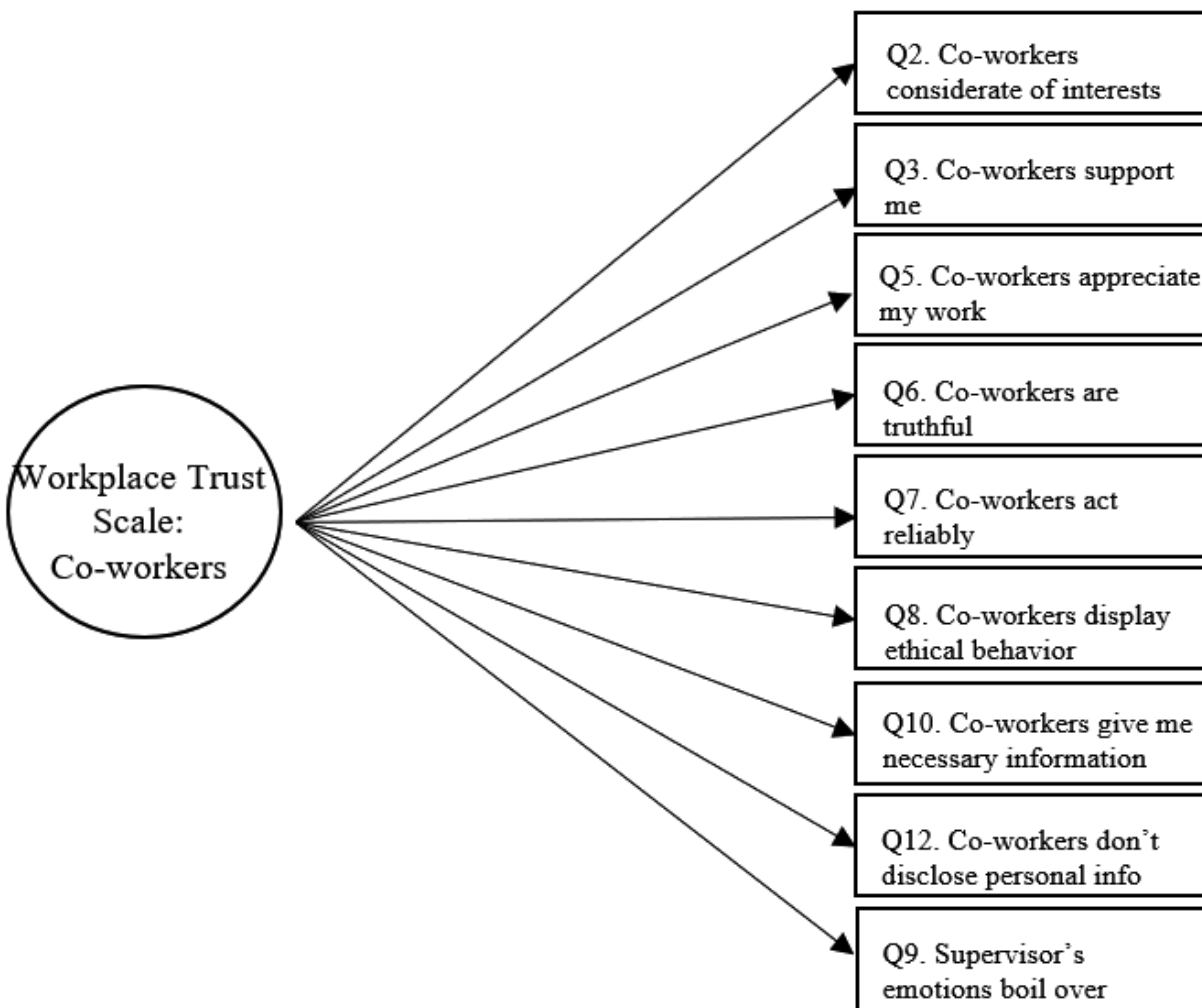 Q2. Co-workers
considerate of interests
Q3. Co-workers support
me
Q5. Co-workers appreciate
my work
Q6. Co-workers are
truthful
Workplace Trust
Scale:
Co-workers
Q7. Co-workers act
reliably
Q8. Co-workers display
ethical behavior
Q10. Co-workers give me
necessary information
Q12. Co-workers don’t
disclose personal info
Q9. Supervisor’s
emotions boil over